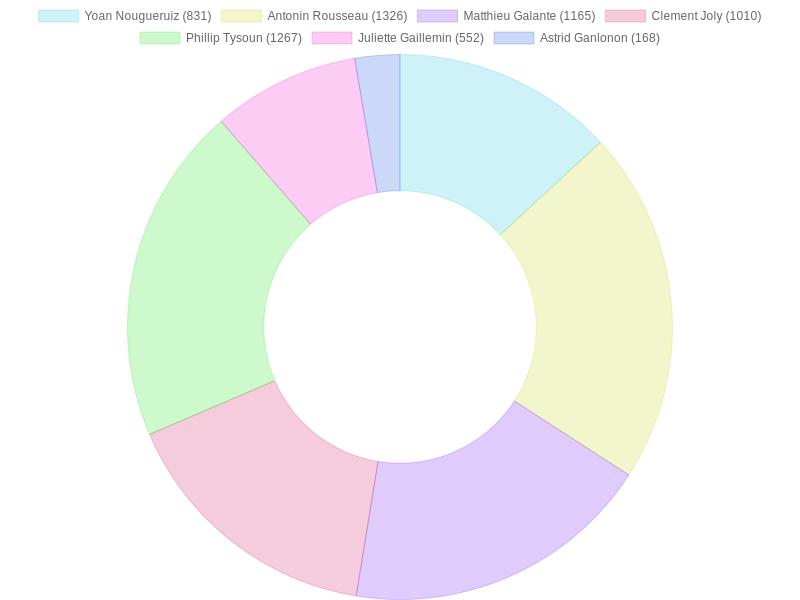 Yoan Nougueruiz (831) Antonin Rousseau (1326) Matthieu Galante (1165) Clement Joly (1010)
Phillip Tysoun (1267) Juliette Gaillemin (552) Astrid Ganlonon (168)